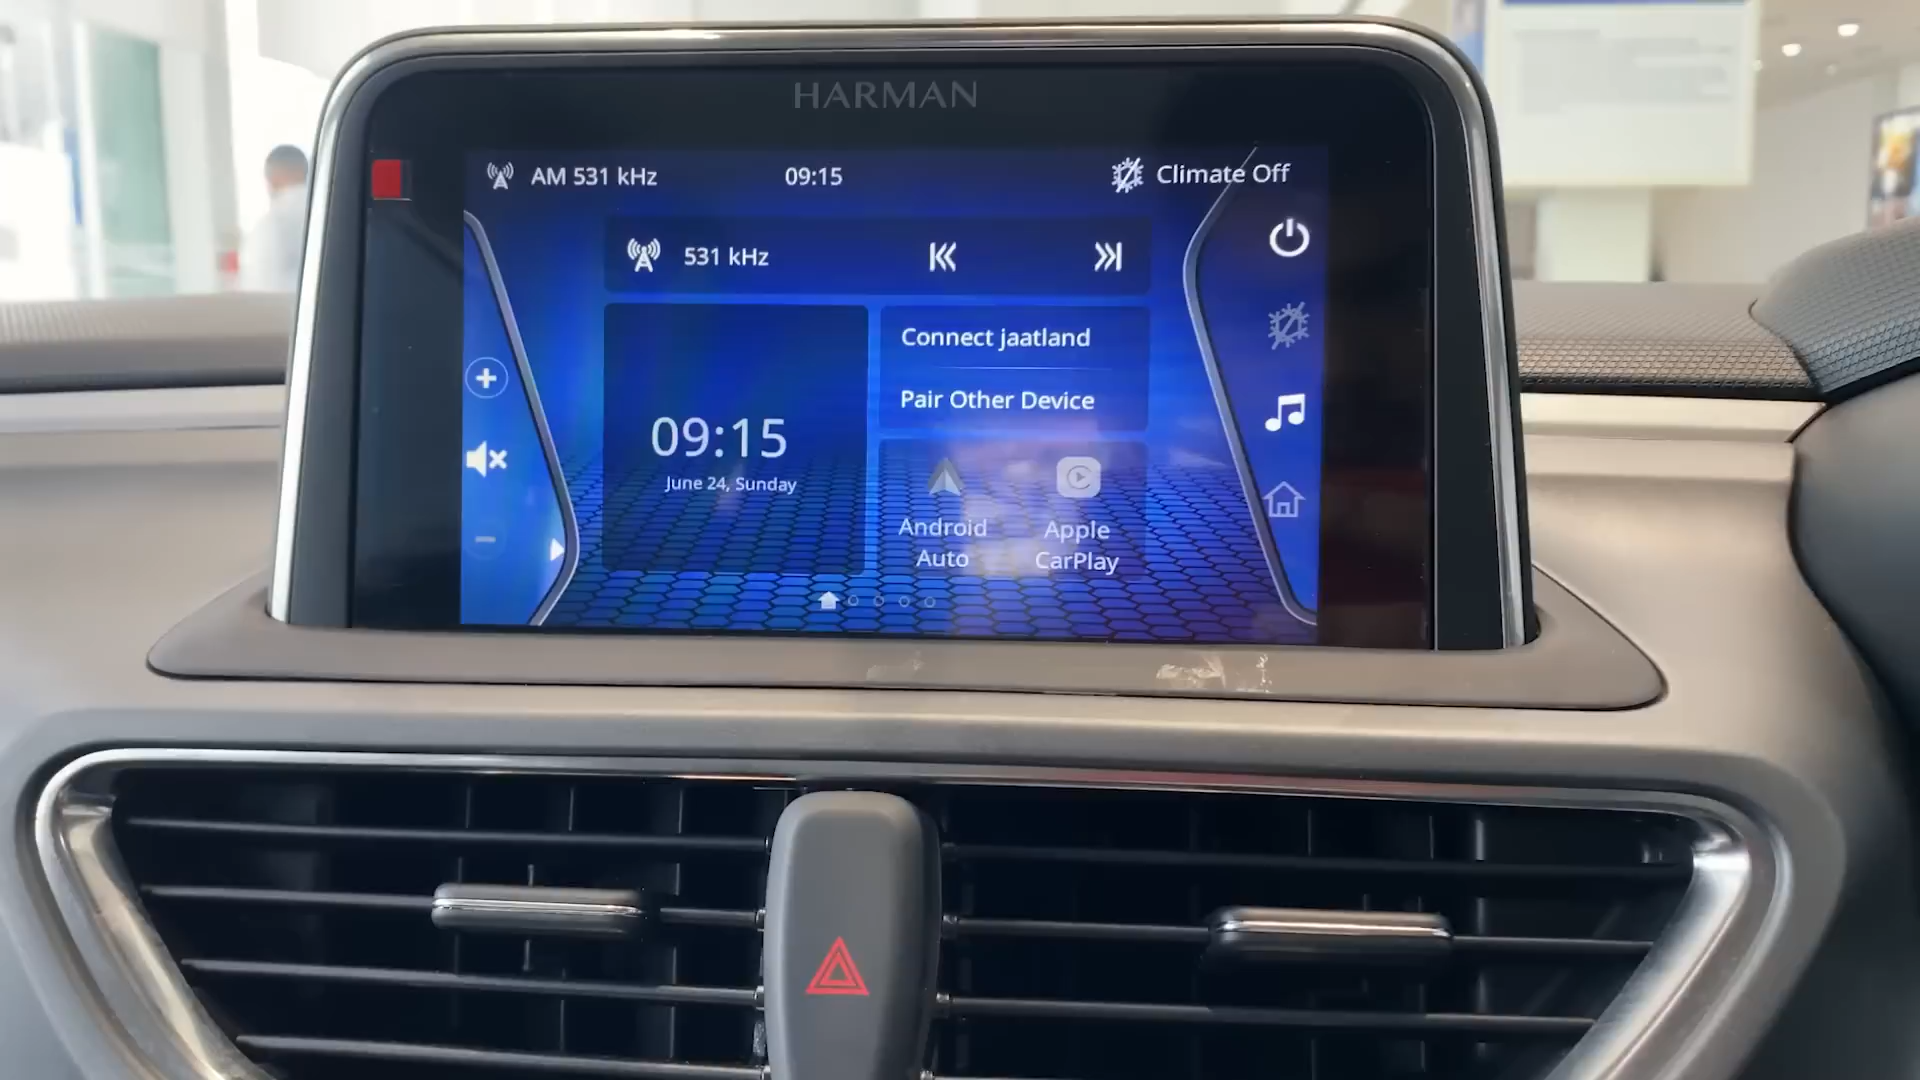 HARMAN
AM 531 kHz
09:15
Climate Off
531 kHz
Connect jaatland
Pair Other Device
09:15
June 24, Sunday
Android
Auto
Apple
CarPlay